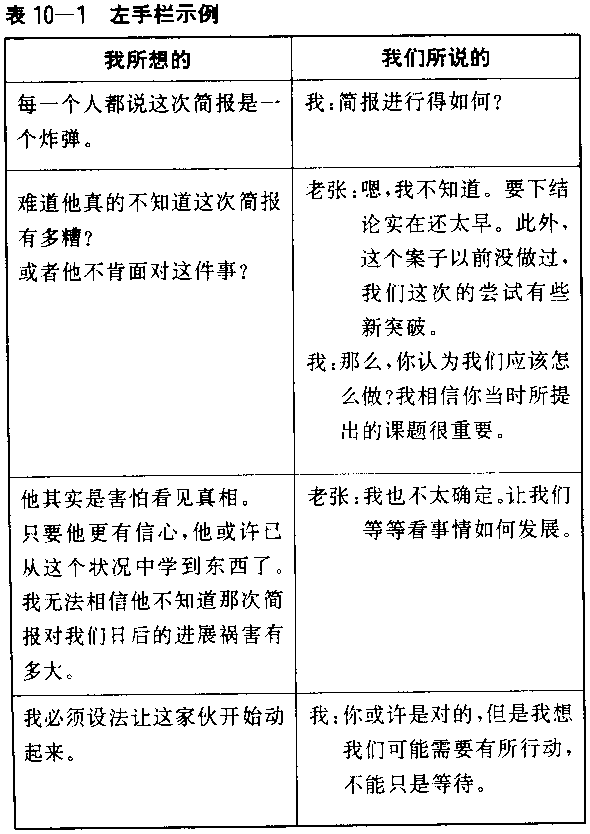 表 10—1 左手栏示例
我所想的
我们所说的
每一个人都说这次简报是一
个炸弹。
我:简报进行得如何?
难道他真的不知道这次简报
有多糟?
或者他不肯面对这件事?
老张:嗯,我不知道。要下结
论实在还太早。此外,
这个案子以前没做过,
我们这次的尝试有些
新突破。
我:那么,你认为我们应该怎
么做?我相信你当时所提
出的课题很重要。
他其实是害怕看见真相。
只要他更有信心,他或许已
从这个状况中学到东西了。
我无法相信他不知道那次简
报对我们日后的进展祸害有
多大。
老张:我也不太确定。让我们
等等看事情如何发展。
我必须设法让这家伙开始动
起来。
我:你或许是对的,但是我想
我们可能需要有所行动,
不能只是等待。